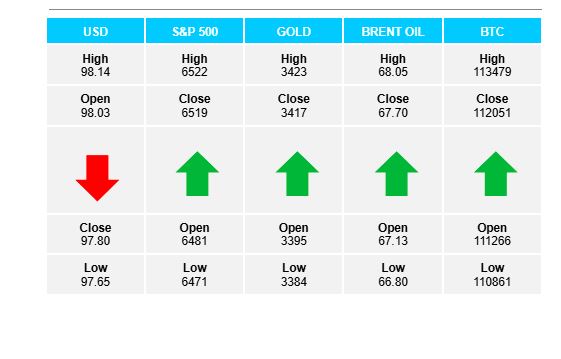 USD S&P 500 GOLD BRENT OIL BTC
High High High High High
98.14 6522 3423 68.05 113479
Open Close Close Close Close
98.03 6519 3417 67.70 112051
Close Open Open Open Open
97.80 6481 3395 67.13 111266
Low Low Low Low Low
97.65 6471 3384 66.80 110861